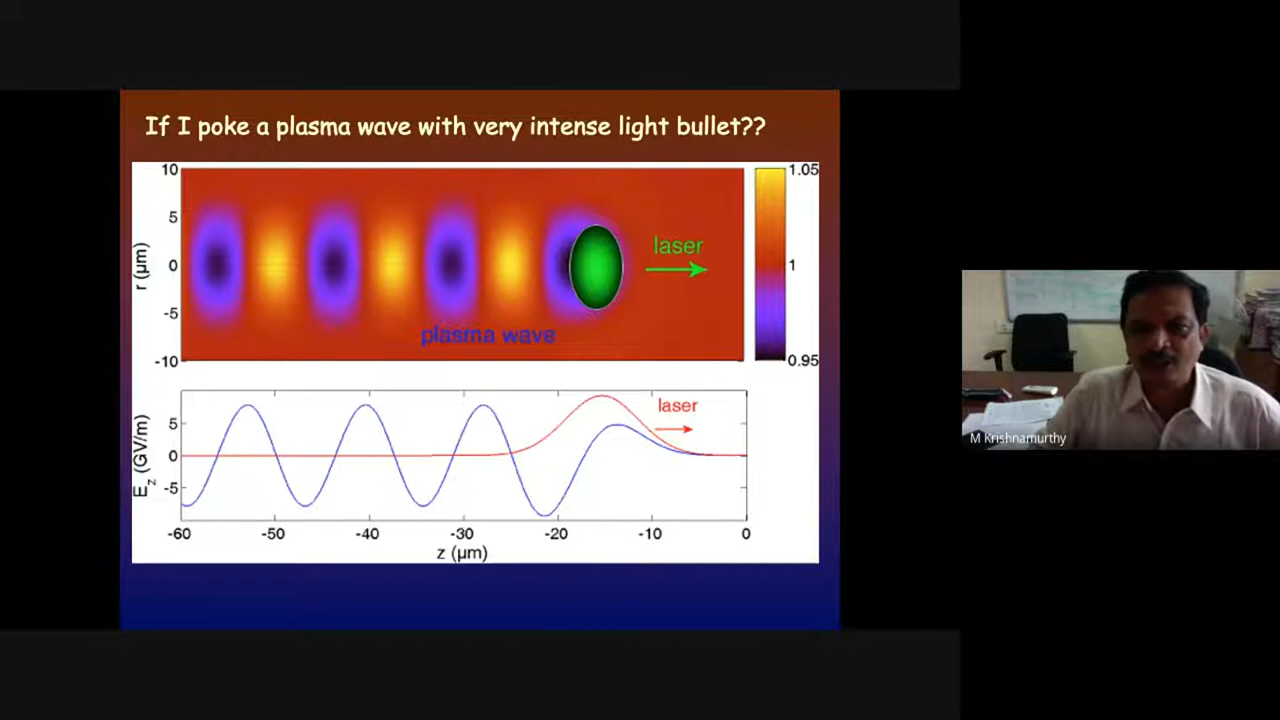 If I poke a plasma wave with very intense light bullet??
10
5
0
-5
-10
r (µm)
laser
plasma wave
1.05
1
0.95
5
0
-5
E_z (GV/m)
laser
-60
-50
-40
-30
-20
-10
0
z (µm)
M Krishnamurthy